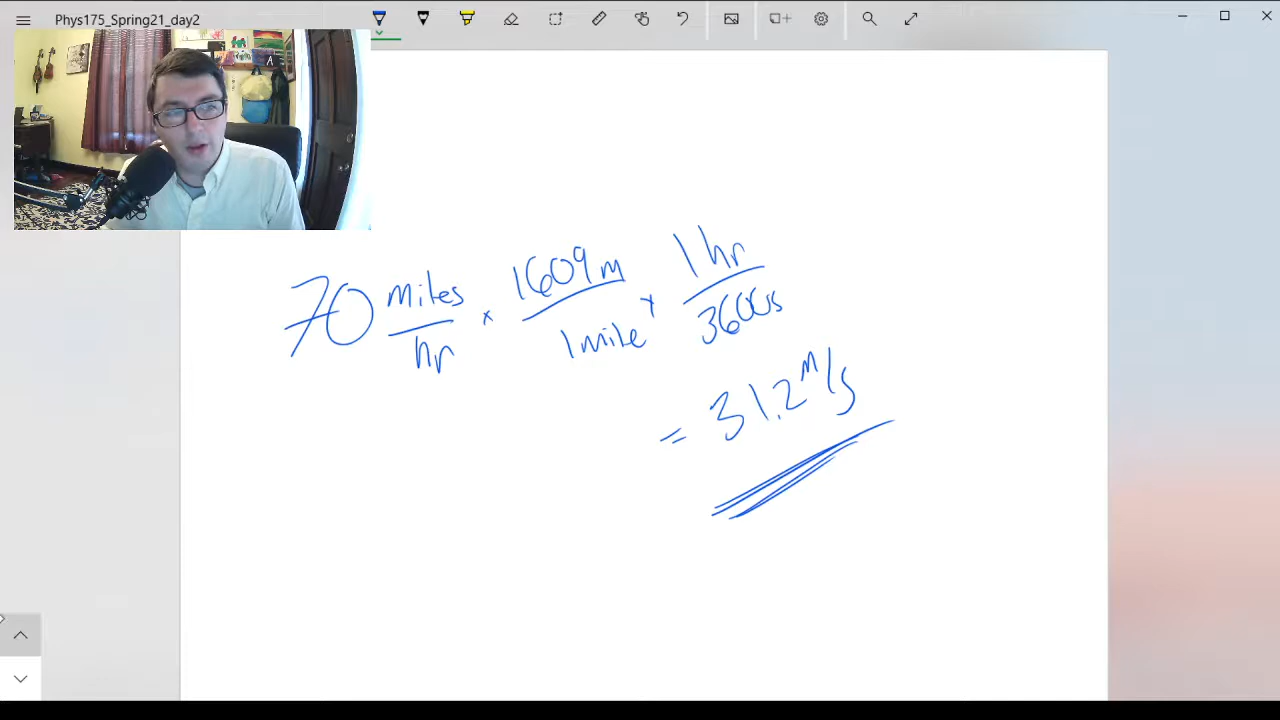 Phys175_Spring21_day2
A
70 miles/hr × 1609m/1mile × 1hr/3600s
= 31.2 m/s